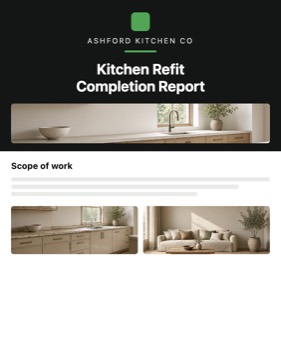 ASHFORD KITCHEN CO
Kitchen Refit
Completion Report
Scope of work